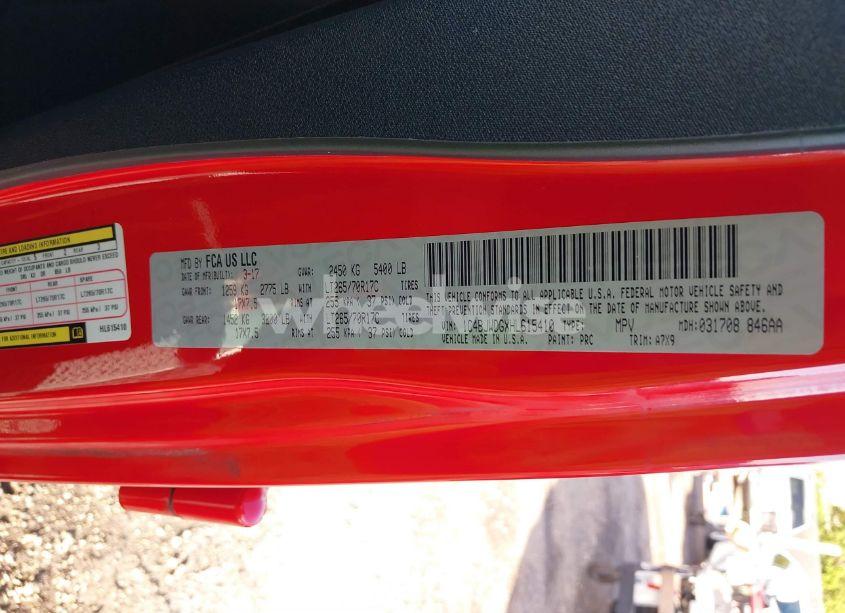 TIRE AND LOADING INFORMATION
HL615410
MFD BY FCA US LLC
DATE OF MFR(BUILT): 3-17 GVWR: 2450 KG 5400 LB
GAWR FRONT: 1259 KG 2775 LB WITH LT285/70R17C TIRES
17X7.5 RIMS AT 255 KPA/ 37 PSI/ COLD
GAWR REAR: 1452 KG 3200 LB WITH LT285/70R17C TIRES
17X7.5 RIMS AT 255 KPA/ 37 PSI/ COLD
THIS VEHICLE CONFORMS TO ALL APPLICABLE U.S.A. FEDERAL MOTOR VEHICLE SAFETY AND
THEFT PREVENTION STANDARDS IN EFFECT ON THE DATE OF MANUFACTURE SHOWN ABOVE.
VIN: 1C4BJWDGXHL615410 TYPE: MPV MDH: 031708 846AA
VEHICLE MADE IN U.S.A. PAINT: PRC TRIM: A7X9